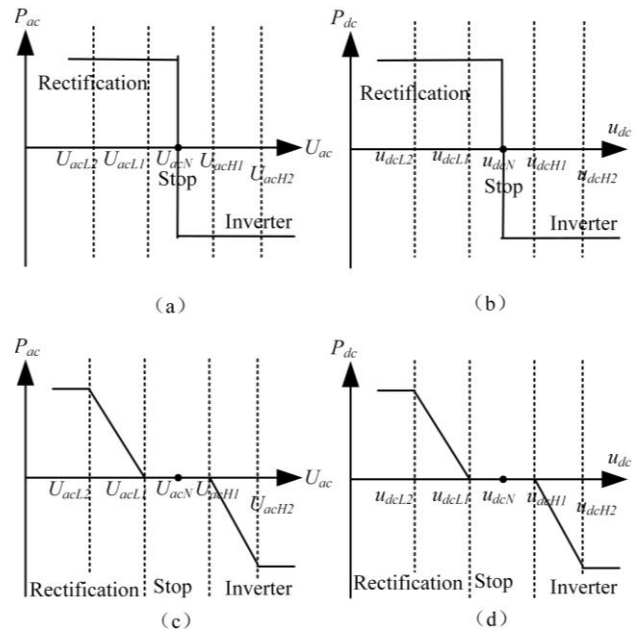 Pac
Rectification
UacL2 UacL1 UacN UacH1 UacH2 Uac
Stop
Inverter
(a)
Pdc
Rectification
udc
udcL2 udcL1 udcN udcH1 udcH2
Stop
Inverter
(b)
Pac
UacL2 UacL1 UacN UacH1 UacH2 Uac
Rectification Stop Inverter
(c)
Pdc
udc
udcL2 udcL1 udcN udcH1 udcH2
Rectification Stop Inverter
(d)